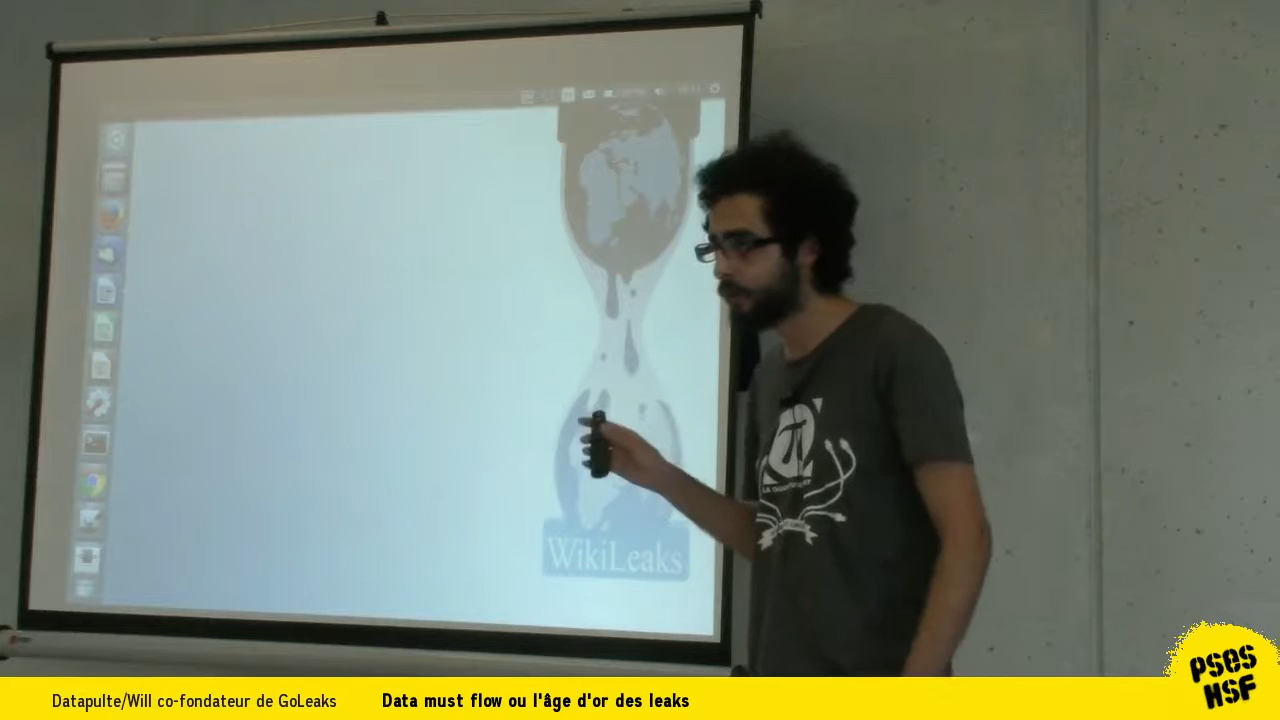 WikiLeaks
Datapulte/Will co-fondateur de GoLeaks
Data must flow ou l'âge d'or des leaks
PSES
HSF